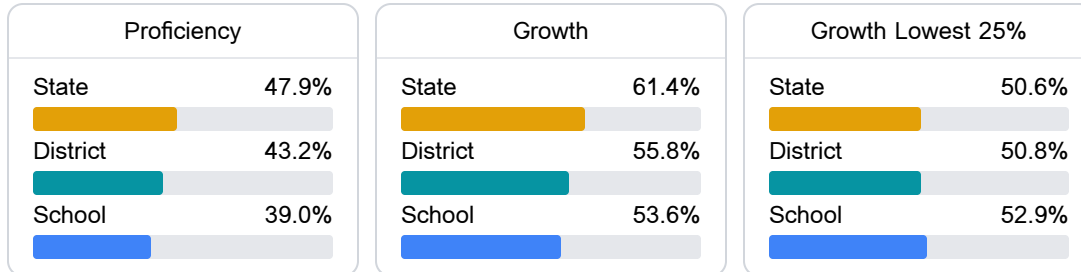 Proficiency
State 47.9%
District 43.2%
School 39.0%
Growth
State 61.4%
District 55.8%
School 53.6%
Growth Lowest 25%
State 50.6%
District 50.8%
School 52.9%